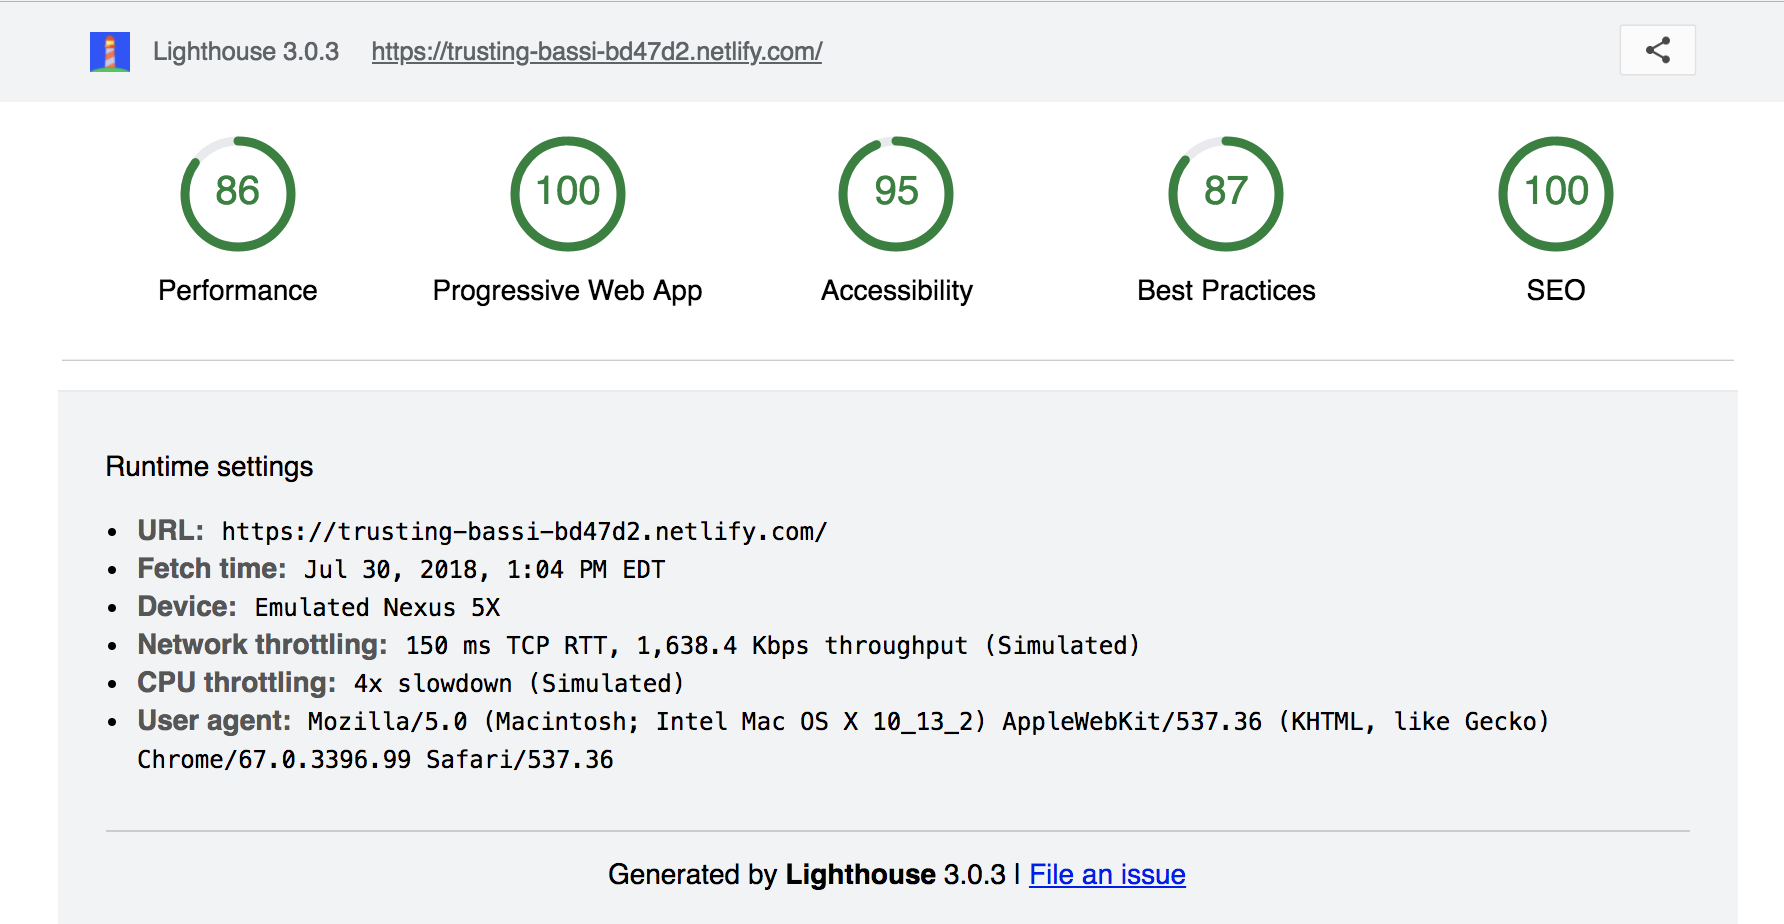 Lighthouse 3.0.3 https://trusting-bassi-bd47d2.netlify.com/
86 100 95 87 100
Performance Progressive Web App Accessibility Best Practices SEO
Runtime settings
• URL: https://trusting-bassi-bd47d2.netlify.com/
• Fetch time: Jul 30, 2018, 1:04 PM EDT
• Device: Emulated Nexus 5X
• Network throttling: 150 ms TCP RTT, 1,638.4 Kbps throughput (Simulated)
• CPU throttling: 4x slowdown (Simulated)
• User agent: Mozilla/5.0 (Macintosh; Intel Mac OS X 10_13_2) AppleWebKit/537.36 (KHTML, like Gecko)
Chrome/67.0.3396.99 Safari/537.36
Generated by Lighthouse 3.0.3 | File an issue